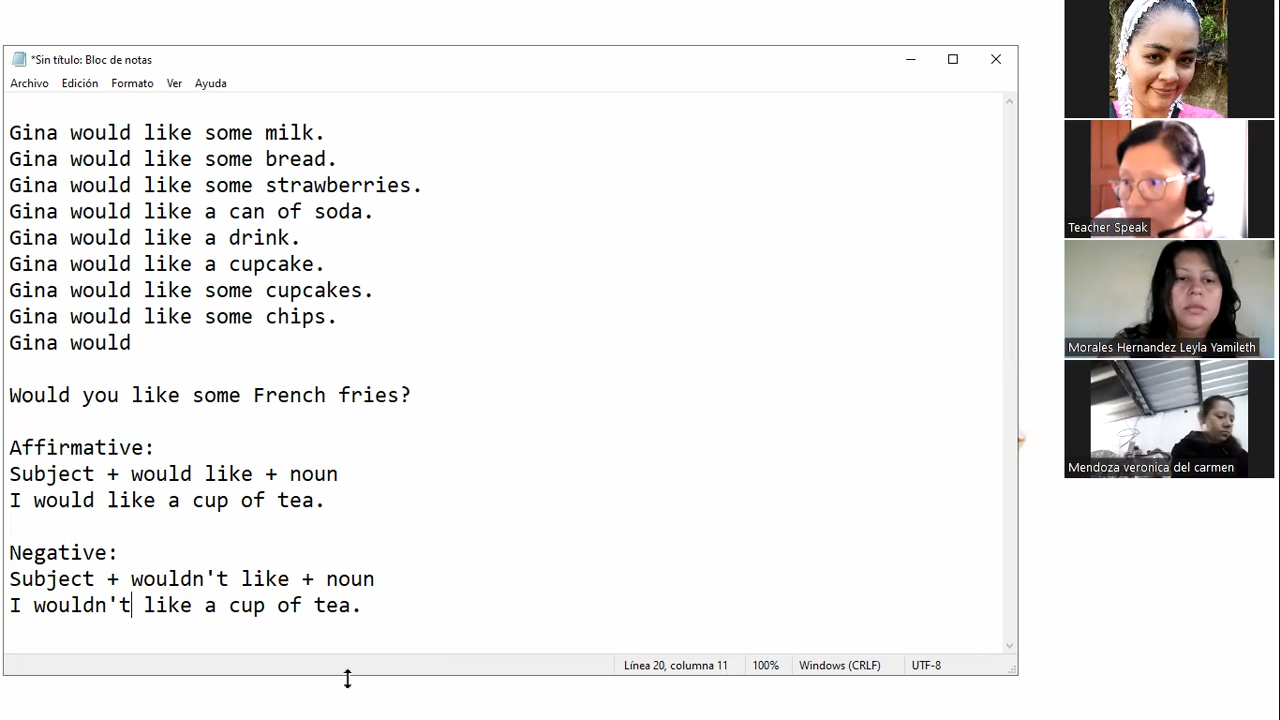 *Sin título: Bloc de notas
Archivo Edición Formato Ver Ayuda
Gina would like some milk.
Gina would like some bread.
Gina would like some strawberries.
Gina would like a can of soda.
Gina would like a drink.
Gina would like a cupcake.
Gina would like some cupcakes.
Gina would like some chips.
Gina would
Would you like some French fries?
Affirmative:
Subject + would like + noun
I would like a cup of tea.
Negative:
Subject + wouldn't like + noun
I wouldn't like a cup of tea.
Línea 20, columna 11 100% Windows (CRLF) UTF-8
Teacher Speak
Morales Hernandez Leyla Yamileth
Mendoza veronica del carmen